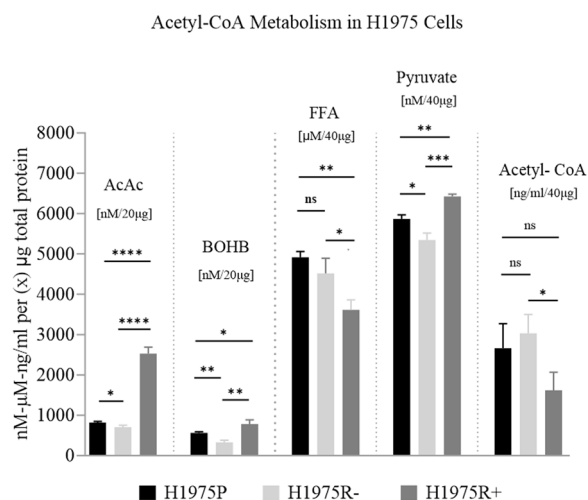 Acetyl-CoA Metabolism in H1975 Cells
nM-μM-ng/ml per (x) μg total protein
8000
7000
6000
5000
4000
3000
2000
1000
0
AcAc
[nM/20μg]
****
****
*
BOHB
[nM/20μg]
*
**
**
FFA
[μM/40μg]
**
ns
*
Pyruvate
[nM/40μg]
**
***
*
Acetyl- CoA
[ng/ml/40μg]
ns
ns
*
H1975P H1975R- H1975R+